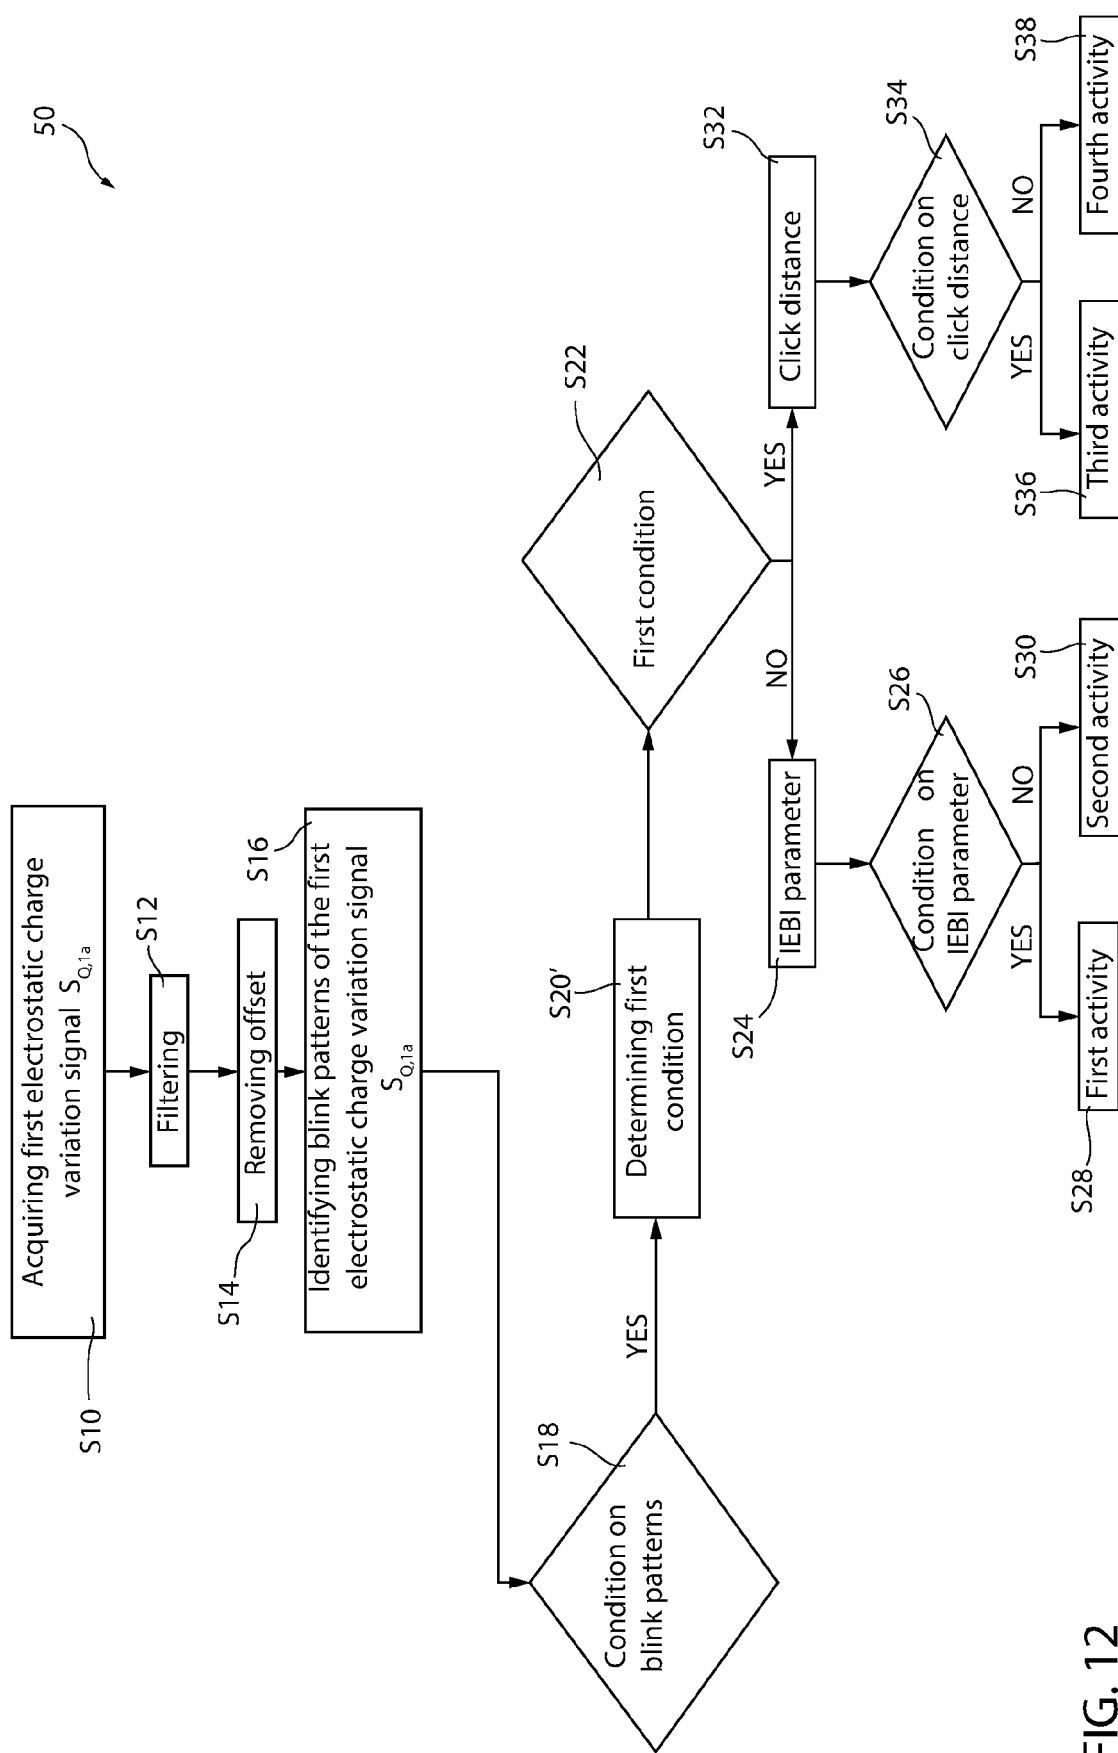 50
Acquiring first electrostatic charge
variation signal SQ,1a
S10
Filtering
S12
Removing offset
S14
Identifying blink patterns of the first
electrostatic charge variation signal
SQ,1a
S16
Condition on
blink patterns
S18
YES
Determining first
condition
S20’
First condition
S22
NO
YES
IEBI parameter
S24
Click distance
S32
Condition on
IEBI parameter
S26
Condition on
click distance
S34
YES
NO
YES
NO
First activity
S28
Second activity
S30
Third activity
S36
Fourth activity
S38
FIG. 12